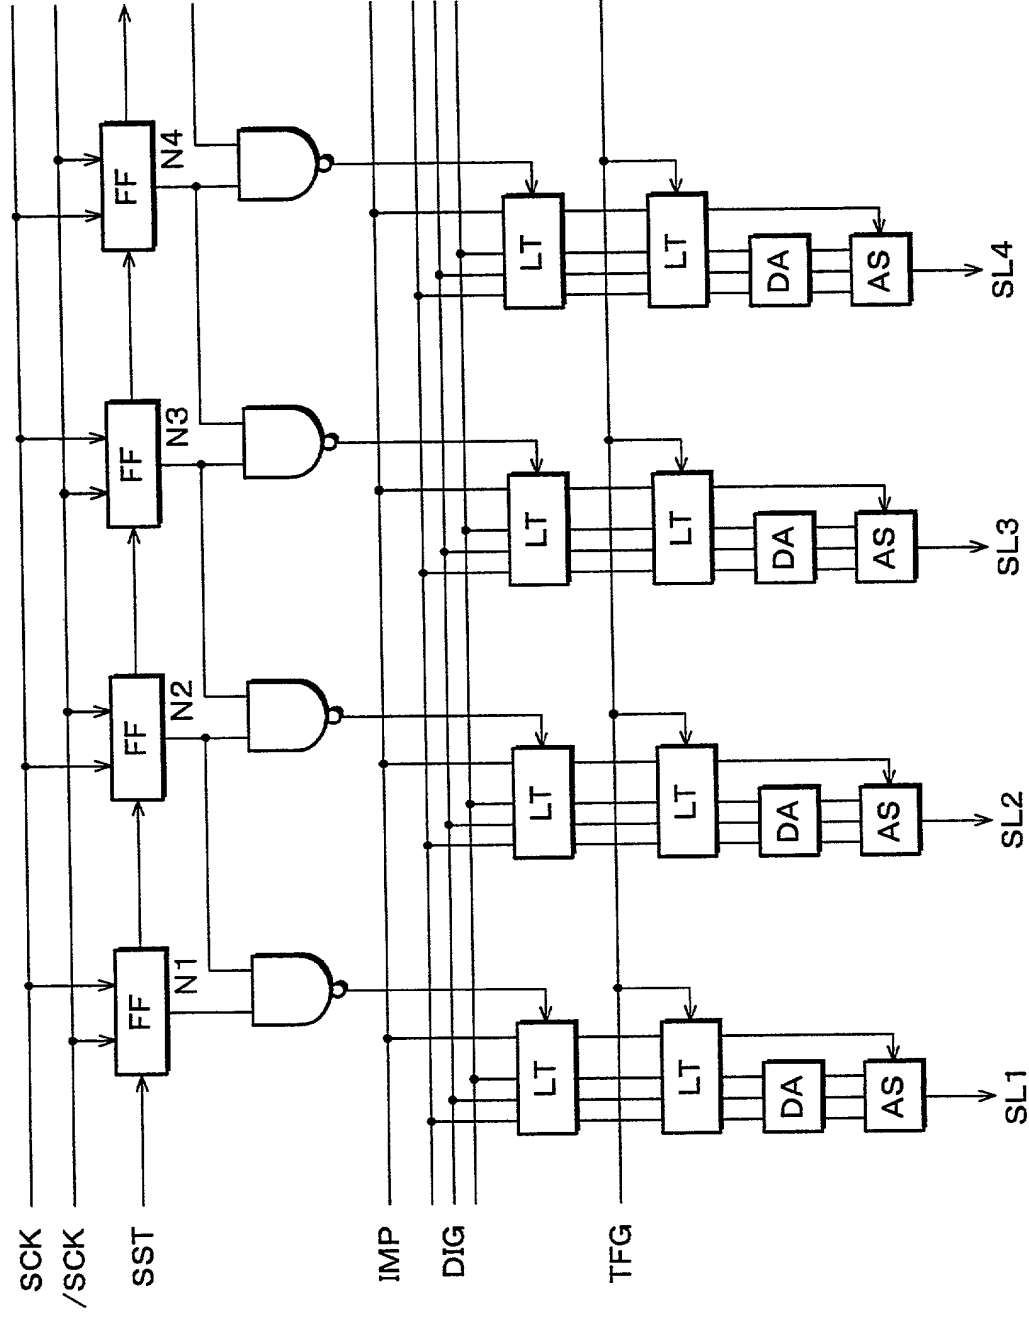 SCK
/SCK
SST
FF
FF
FF
FF
N1
N2
N3
N4
IMP
DIG
LT
LT
LT
LT
TFG
LT
LT
LT
LT
DA
DA
DA
DA
AS
AS
AS
AS
SL1
SL2
SL3
SL4